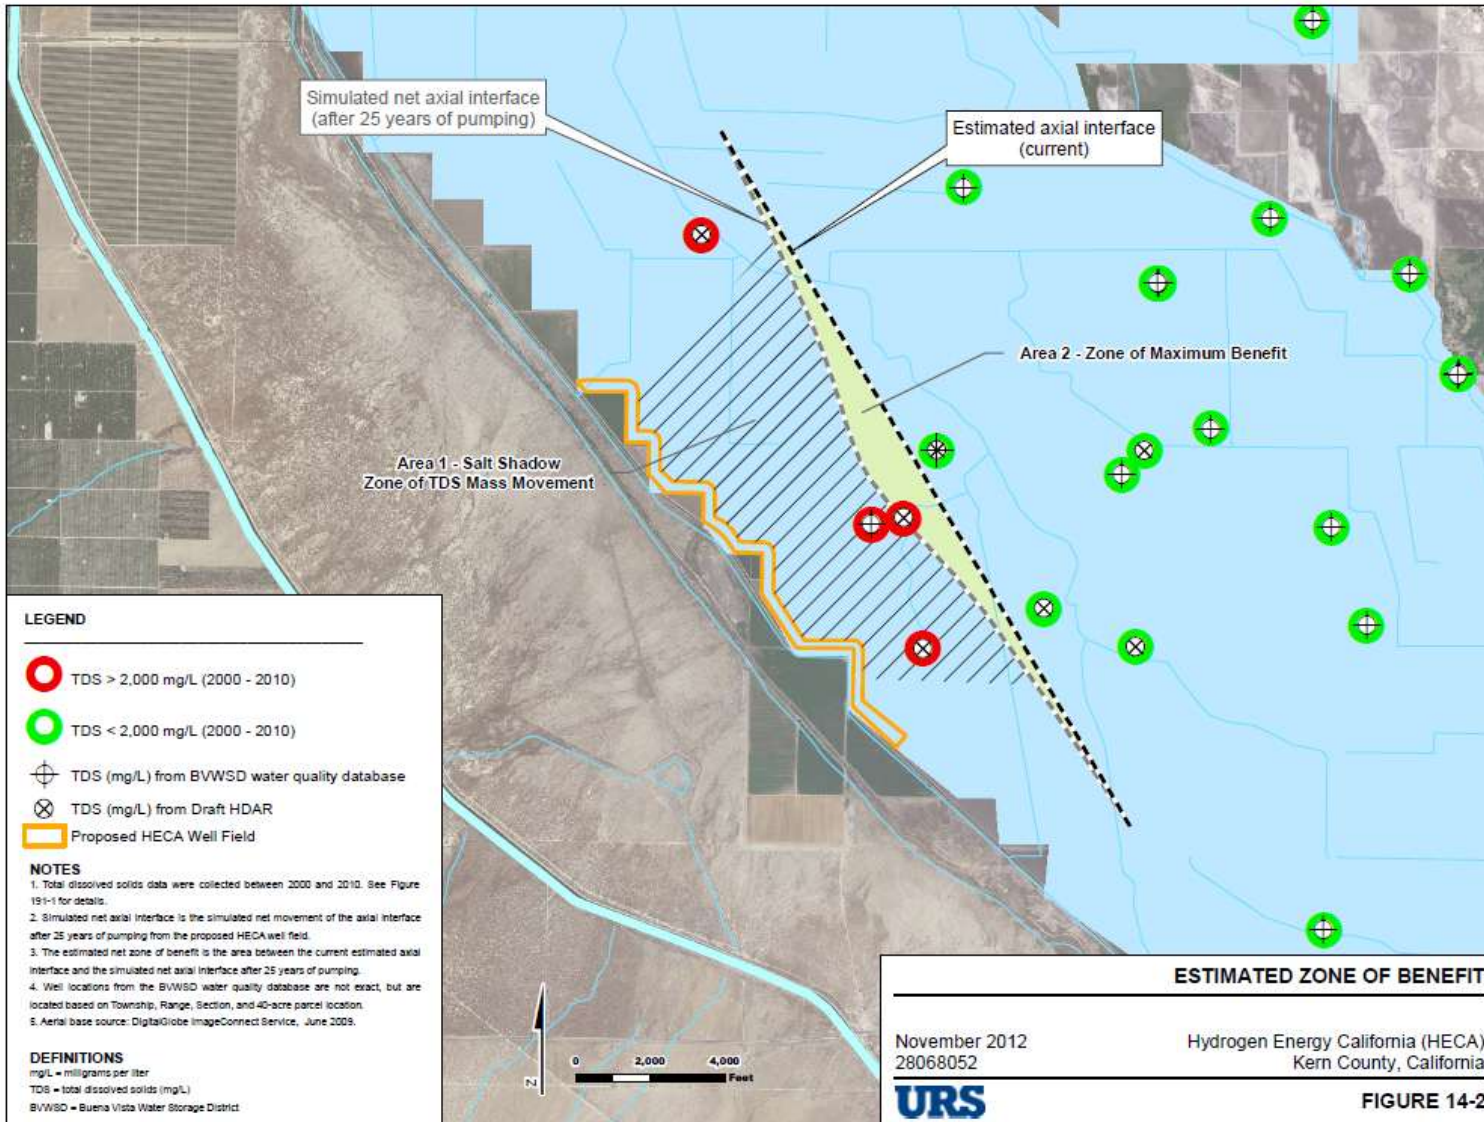 Simulated net axial interface
(after 25 years of pumping)
Estimated axial interface
(current)
Area 2 - Zone of Maximum Benefit
Area 1 - Salt Shadow
Zone of TDS Mass Movement
LEGEND
TDS > 2,000 mg/L (2000 - 2010)
TDS < 2,000 mg/L (2000 - 2010)
TDS (mg/L) from BVWSD water quality database
TDS (mg/L) from Draft HDAR
Proposed HECA Well Field
NOTES
1. Total dissolved solids data were collected between 2000 and 2010. See Figure
191-1 for details.
2. Simulated net axial interface is the simulated net movement of the axial interface
after 25 years of pumping from the proposed HECA well field.
3. The estimated net zone of benefit is the area between the current estimated axial
interface and the simulated net axial interface after 25 years of pumping.
4. Well locations from the BVWSD water quality database are not exact, but are
located based on Township, Range, Section, and 40-acre parcel location.
5. Aerial base source: DigitalGlobe ImageConnect Service, June 2009.
DEFINITIONS
mg/L = milligrams per liter
TDS = total dissolved solids (mg/L)
BVWSD = Buena Vista Water Storage District
N
0 2,000 4,000
Feet
ESTIMATED ZONE OF BENEFIT
November 2012
28068052
Hydrogen Energy California (HECA)
Kern County, California
URS
FIGURE 14-2